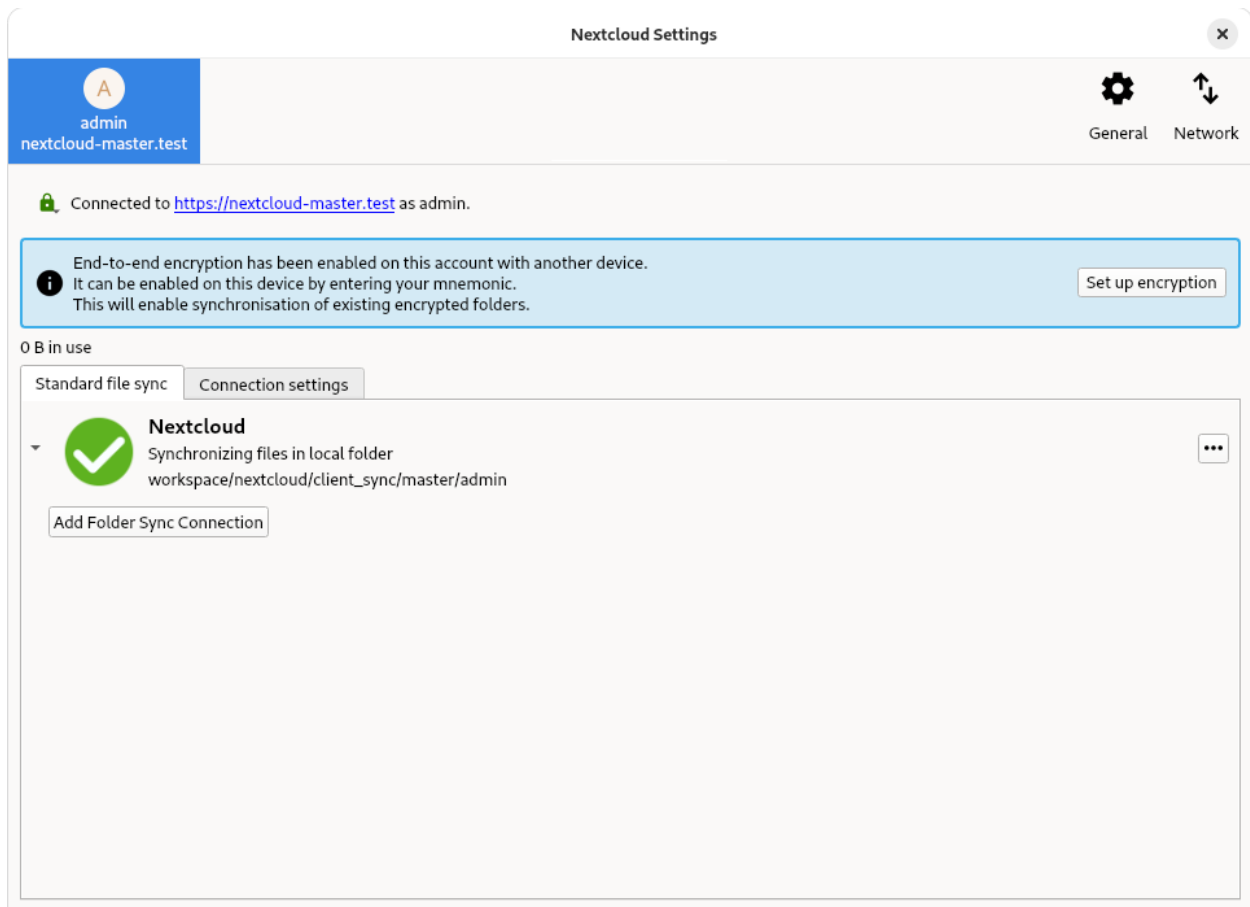 Nextcloud Settings
A
admin
nextcloud-master.test
General
Network
Connected to https://nextcloud-master.test as admin.
End-to-end encryption has been enabled on this account with another device.
It can be enabled on this device by entering your mnemonic.
This will enable synchronisation of existing encrypted folders.
Set up encryption
0 B in use
Standard file sync
Connection settings
Nextcloud
Synchronizing files in local folder
workspace/nextcloud/client_sync/master/admin
Add Folder Sync Connection